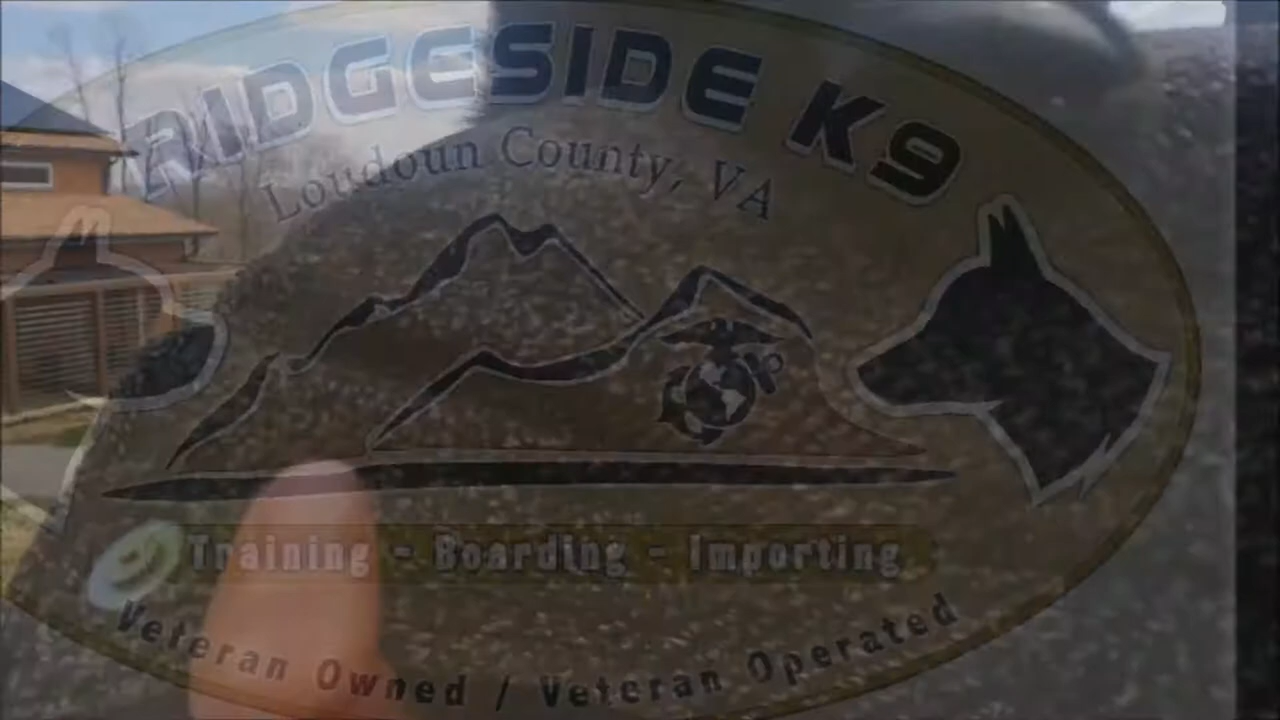 RIDGESIDE K9
Loudoun County, VA
Training - Boarding - Importing
Veteran Owned / Veteran Operated